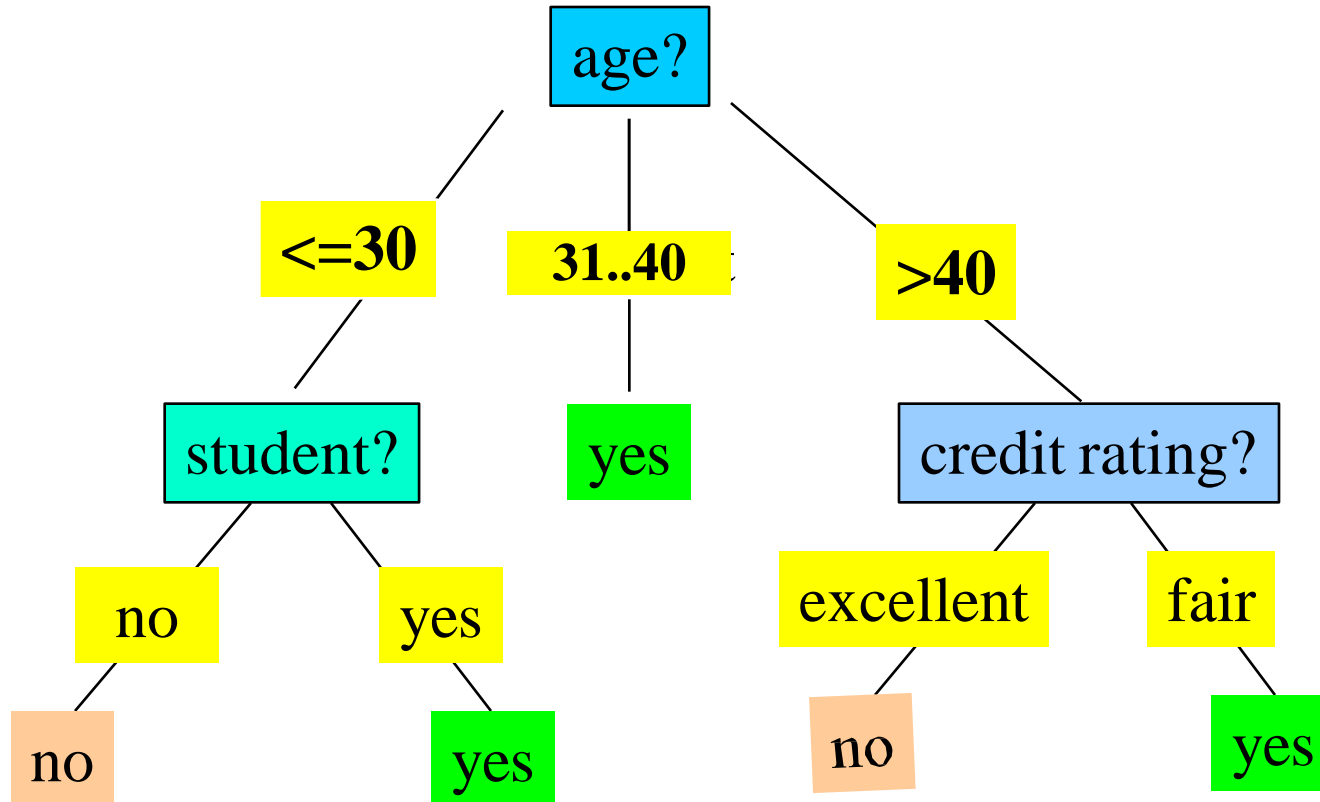 age?
<=30
31..40
>40
student?
yes
credit rating?
no
yes
excellent
fair
no
yes
no
yes